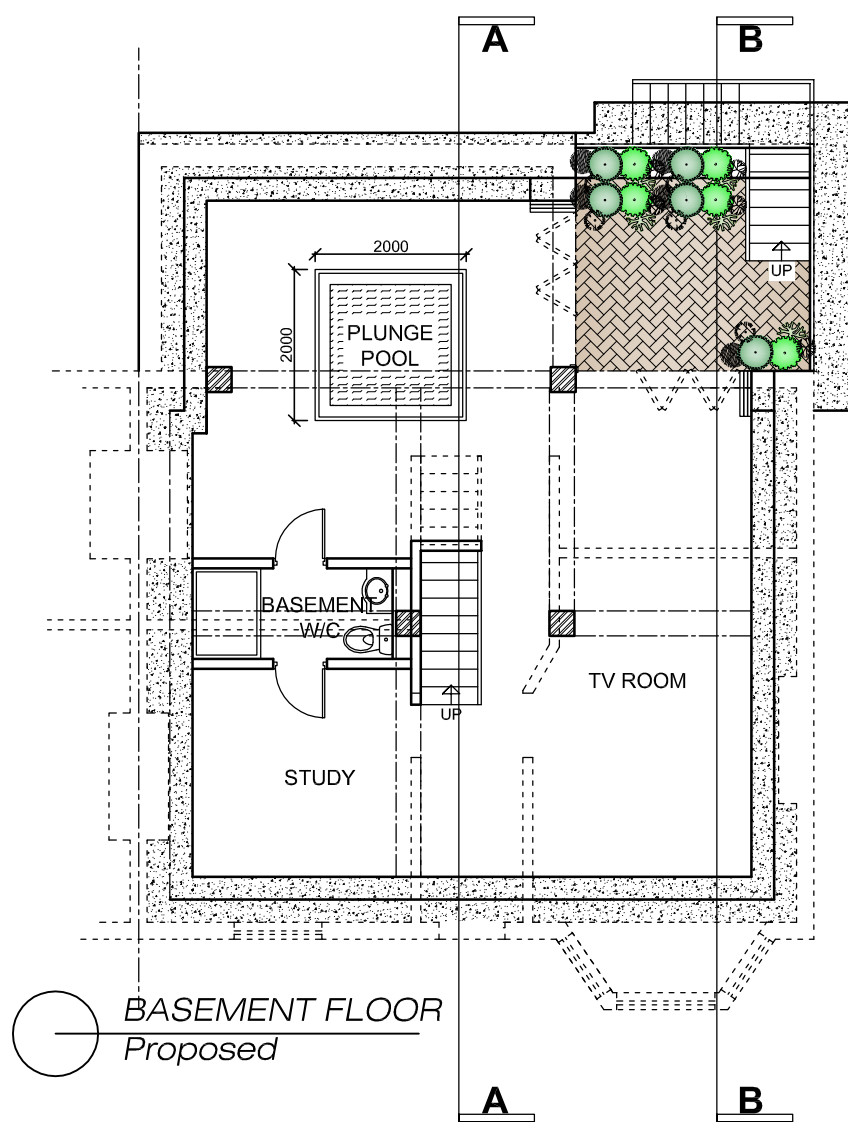 A
B
2000
UP
2000
PLUNGE
POOL
BASEMENT
W/C
TV ROOM
UP
STUDY
BASEMENT FLOOR
Proposed
A
B